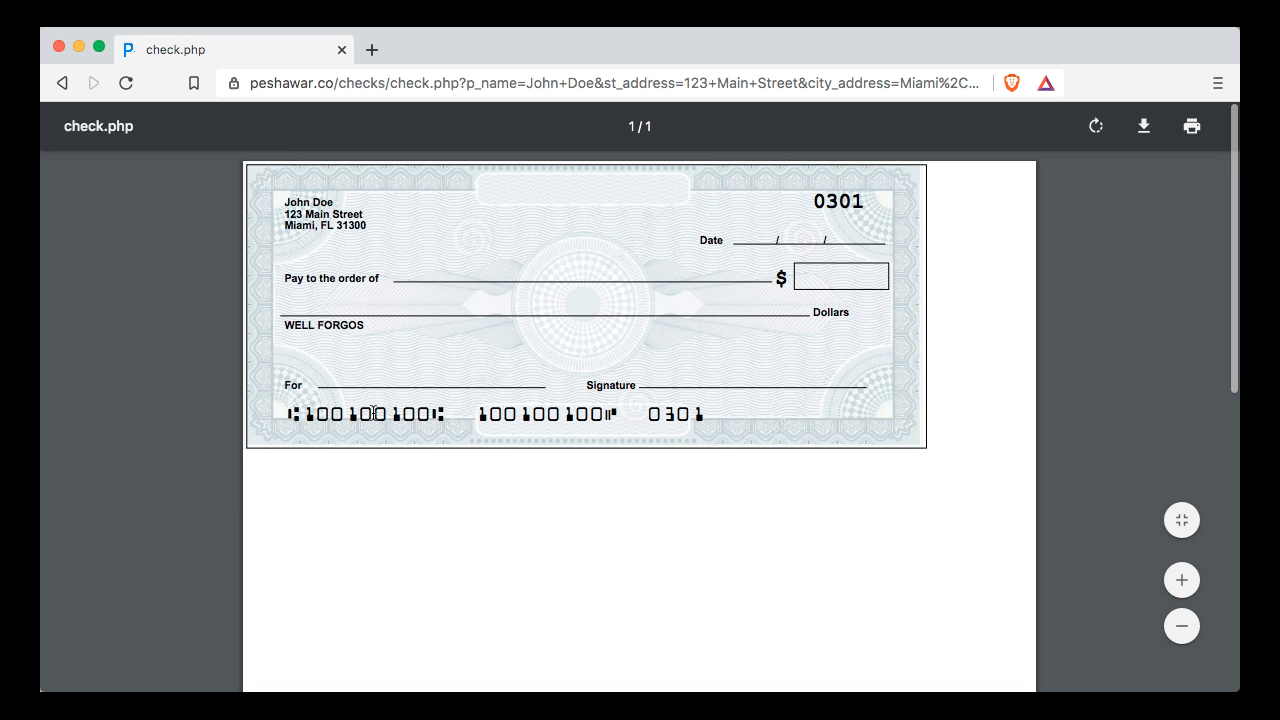 check.php
peshawar.co/checks/check.php?p_name=John+Doe&st_address=123+Main+Street&city_address=Miami%2C...
check.php
1 / 1
John Doe
123 Main Street
Miami, FL 31300
0301
Date / /
Pay to the order of $
Dollars
WELL FORGOS
For Signature
⑆100100100⑆ 100100100⑈ 0301